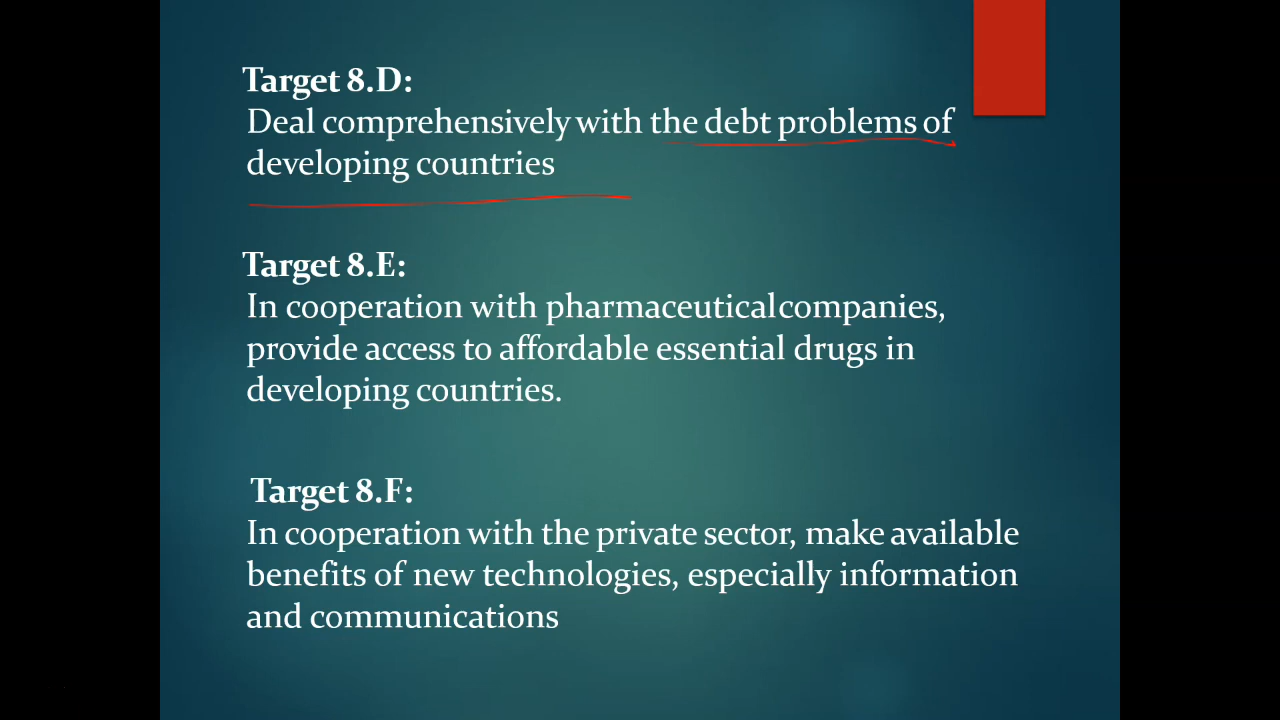 Target 8.D:
Deal comprehensively with the debt problems of
developing countries
Target 8.E:
In cooperation with pharmaceutical companies,
provide access to affordable essential drugs in
developing countries.
Target 8.F:
In cooperation with the private sector, make available
benefits of new technologies, especially information
and communications